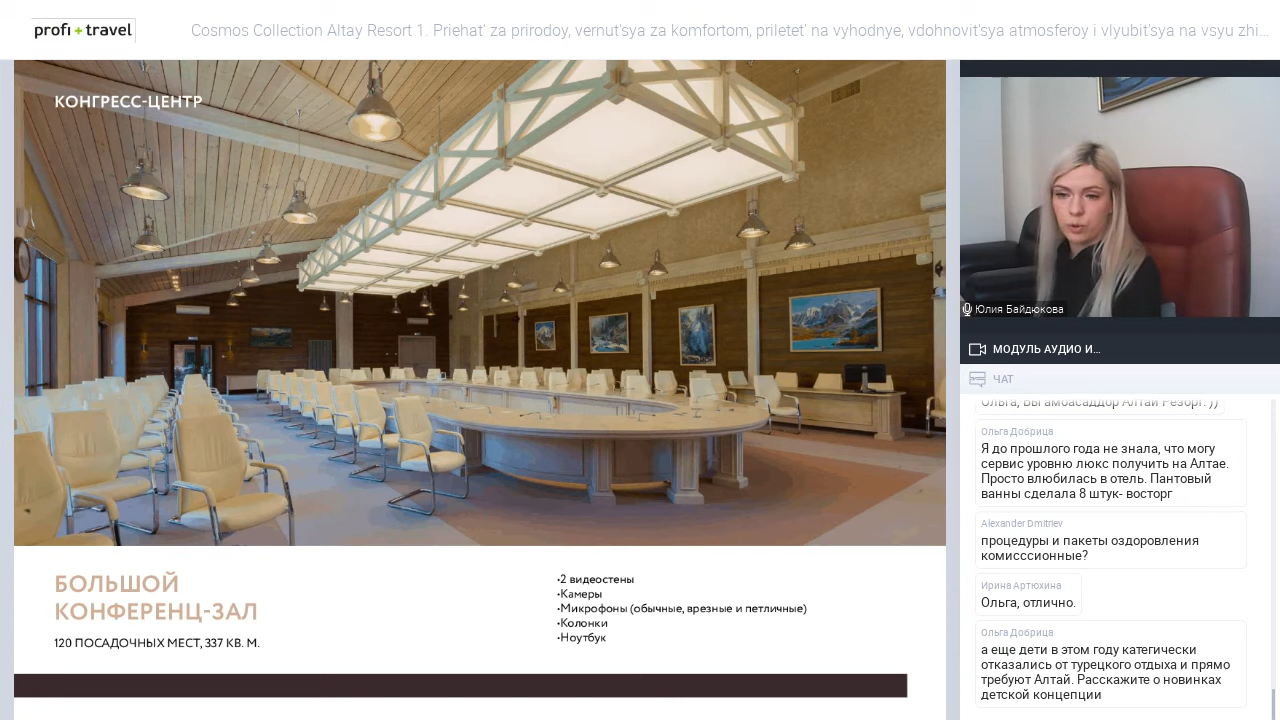 profi + travel
Cosmos Collection Altay Resort 1. Priehat' za prirodoy, vernut'sya za komfortom, priletet' na vyhodnye, vdohnovit'sya atmosferoy i vlyubit'sya na vsyu zhi...
КОНГРЕСС-ЦЕНТР
БОЛЬШОЙ
КОНФЕРЕНЦ-ЗАЛ
120 ПОСАДОЧНЫХ МЕСТ, 337 КВ. М.
•2 видеостены
•Камеры
•Микрофоны (обычные, врезные и петличные)
•Колонки
•Ноутбук
Юлия Байдюкова
МОДУЛЬ АУДИО И...
ЧАТ
Ольга, Вы амбасаддор Алтай Резорт! ))
Ольга Добрица
Я до прошлого года не знала, что могу
сервис уровню люкс получить на Алтае.
Просто влюбилась в отель. Пантовый
ванны сделала 8 штук- восторг
Alexander Dmitriev
процедуры и пакеты оздоровления
комисссионные?
Ирина Артюхина
Ольга, отлично.
Ольга Добрица
а еще дети в этом году категически
отказались от турецкого отдыха и прямо
требуют Алтай. Расскажите о новинках
детской концепции